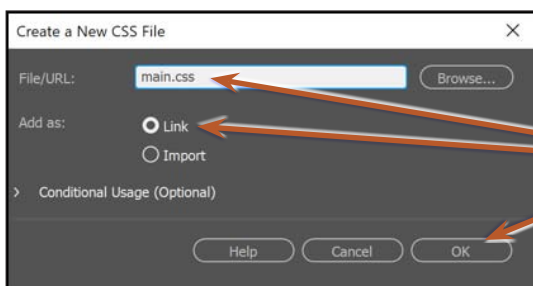 Create a New CSS File
File/URL: main.css Browse...
Add as: Link
Import
Conditional Usage (Optional)
Help Cancel OK